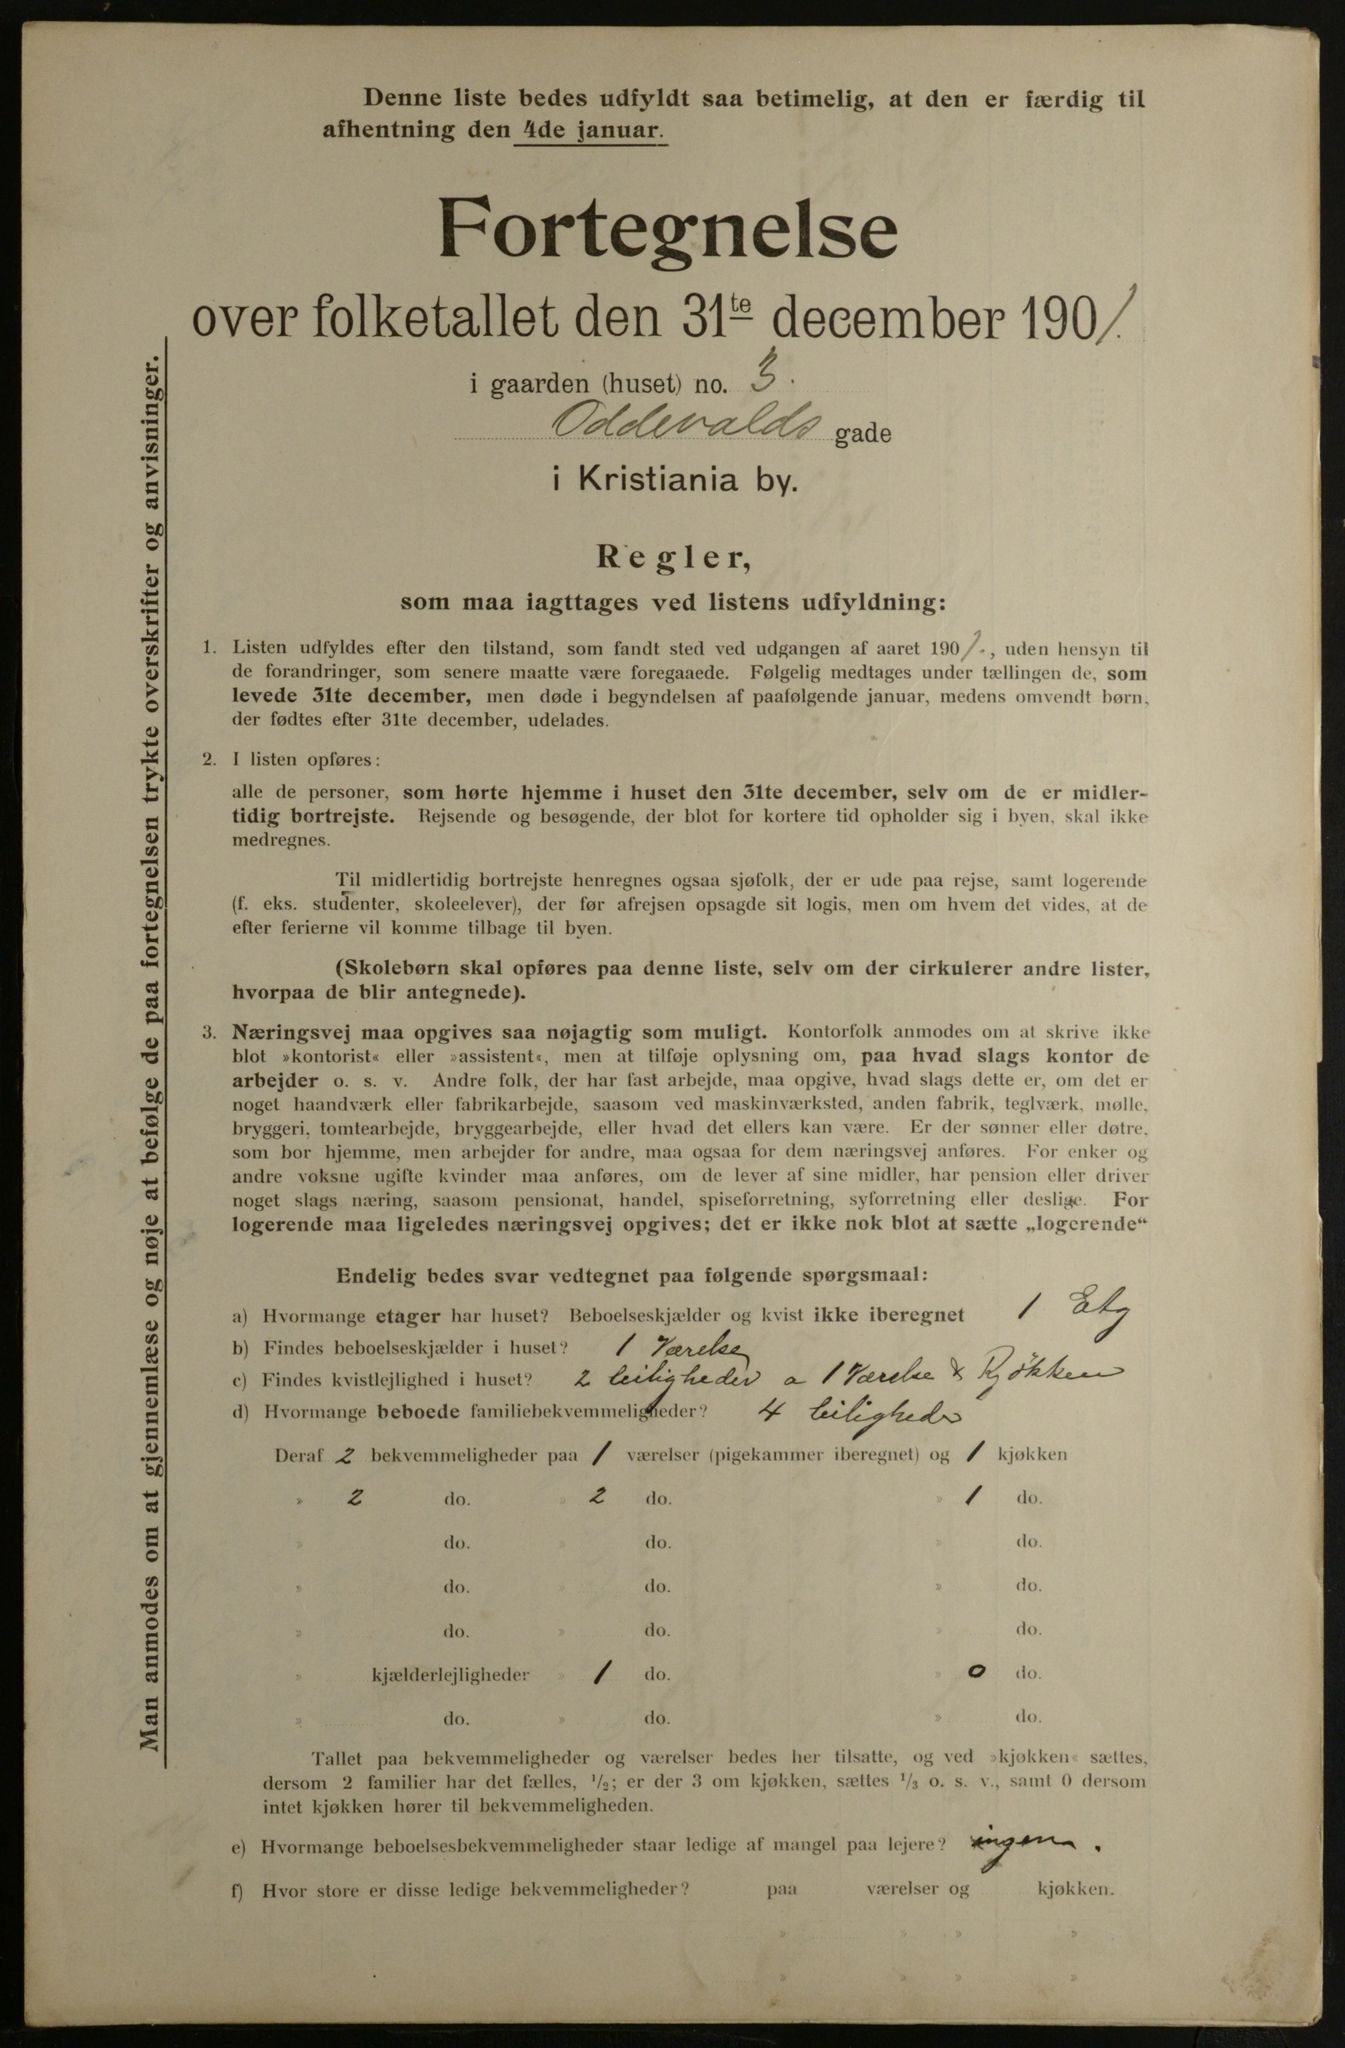 Denne liste bedes udfyldt saa betimelig, at den er færdig til
afhentning den 4de januar.
Fortegnelse
over folketallet den 31te december 1901.
i gaarden (huset) no. 3.
Oddevalds gade
i Kristiania by.
Regler,
som maa iagttages ved listens udfyldning:
1. Listen udfyldes efter den tilstand, som fandt sted ved udgangen af aaret 1901., uden hensyn til
de forandringer, som senere maatte være foregaaede. Følgelig medtages under tællingen de, som
levede 31te december, men døde i begyndelsen af paafølgende januar, medens omvendt børn,
der fødtes efter 31te december, udelades.
2. I listen opføres:
alle de personer, som hørte hjemme i huset den 31te december, selv om de er midler-
tidig bortrejste. Rejsende og besøgende, der blot for kortere tid opholder sig i byen, skal ikke
medregnes.
Til midlertidig bortrejste henregnes ogsaa sjøfolk, der er ude paa rejse, samt logerende
(f. eks. studenter, skoleelever), der før afrejsen opsagde sit logis, men om hvem det vides, at de
efter ferierne vil komme tilbage til byen.
(Skolebørn skal opføres paa denne liste, selv om der cirkulerer andre lister,
hvorpaa de blir antegnede).
3. Næringsvej maa opgives saa nøjagtig som muligt. Kontorfolk anmodes om at skrive ikke
blot »kontorist« eller »assistent«, men at tilføje oplysning om, paa hvad slags kontor de
arbejder o. s. v. Andre folk, der har fast arbejde, maa opgive, hvad slags dette er, om det er
noget haandværk eller fabrikarbejde, saasom ved maskinværksted, anden fabrik, teglværk, mølle,
bryggeri, tomtearbejde, bryggearbejde, eller hvad det ellers kan være. Er der sønner eller døtre,
som bor hjemme, men arbejder for andre, maa ogsaa for dem næringsvej anføres. For enker og
andre voksne ugifte kvinder maa anføres, om de lever af sine midler, har pension eller driver
noget slags næring, saasom pensionat, handel, spiseforretning, syforretning eller deslige. For
logerende maa ligeledes næringsvej opgives; det er ikke nok blot at sætte „logerende“
Endelig bedes svar vedtegnet paa følgende spørgsmaal:
a) Hvormange etager har huset? Beboelseskjælder og kvist ikke iberegnet 1 Etg
b) Findes beboelseskjælder i huset? 1 Værelse
c) Findes kvistlejlighed i huset? 2 leiligheder a 1 Værelse & Kjøkken
d) Hvormange beboede familiebekvemmeligheder? 4 leiligheder
Deraf 2 bekvemmeligheder paa 1 værelser (pigekammer iberegnet) og 1 kjøkken
» 2 do. » 2 do. » 1 do.
» do. » do. » do.
» do. » do. » do.
» do. » do. » do.
» kjælderlejligheder » 1 do. » 0 do.
» do. » do. » do.
Tallet paa bekvemmeligheder og værelser bedes her tilsatte, og ved »kjøkken« sættes,
dersom 2 familier har det fælles, 1/2; er der 3 om kjøkken, sættes 1/3 o. s. v., samt 0 dersom
intet kjøkken hører til bekvemmeligheden.
e) Hvormange beboelsesbekvemmeligheder staar ledige af mangel paa lejere? ingen.
f) Hvor store er disse ledige bekvemmeligheder? paa værelser og kjøkken.
» » »
» » »
Man anmodes om at gjennemlæse og nøje at befølge de paa fortegnelsen trykte overskrifter og anvisninger.